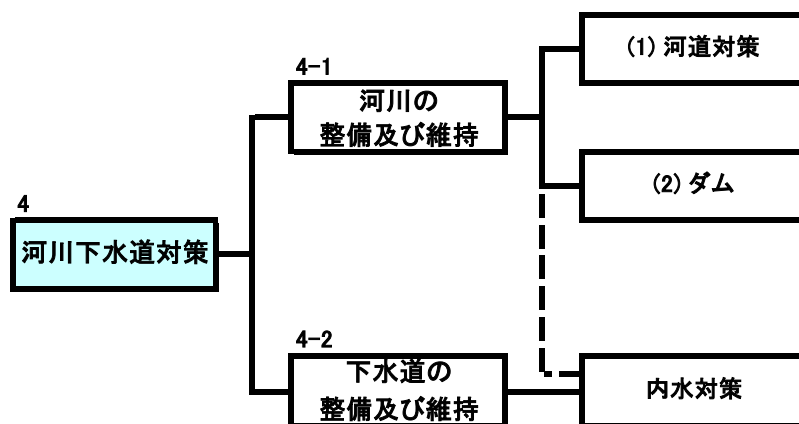 (1) 河道対策
4-1
河川の
整備及び維持
(2) ダム
4
河川下水道対策
4-2
下水道の
整備及び維持
内水対策